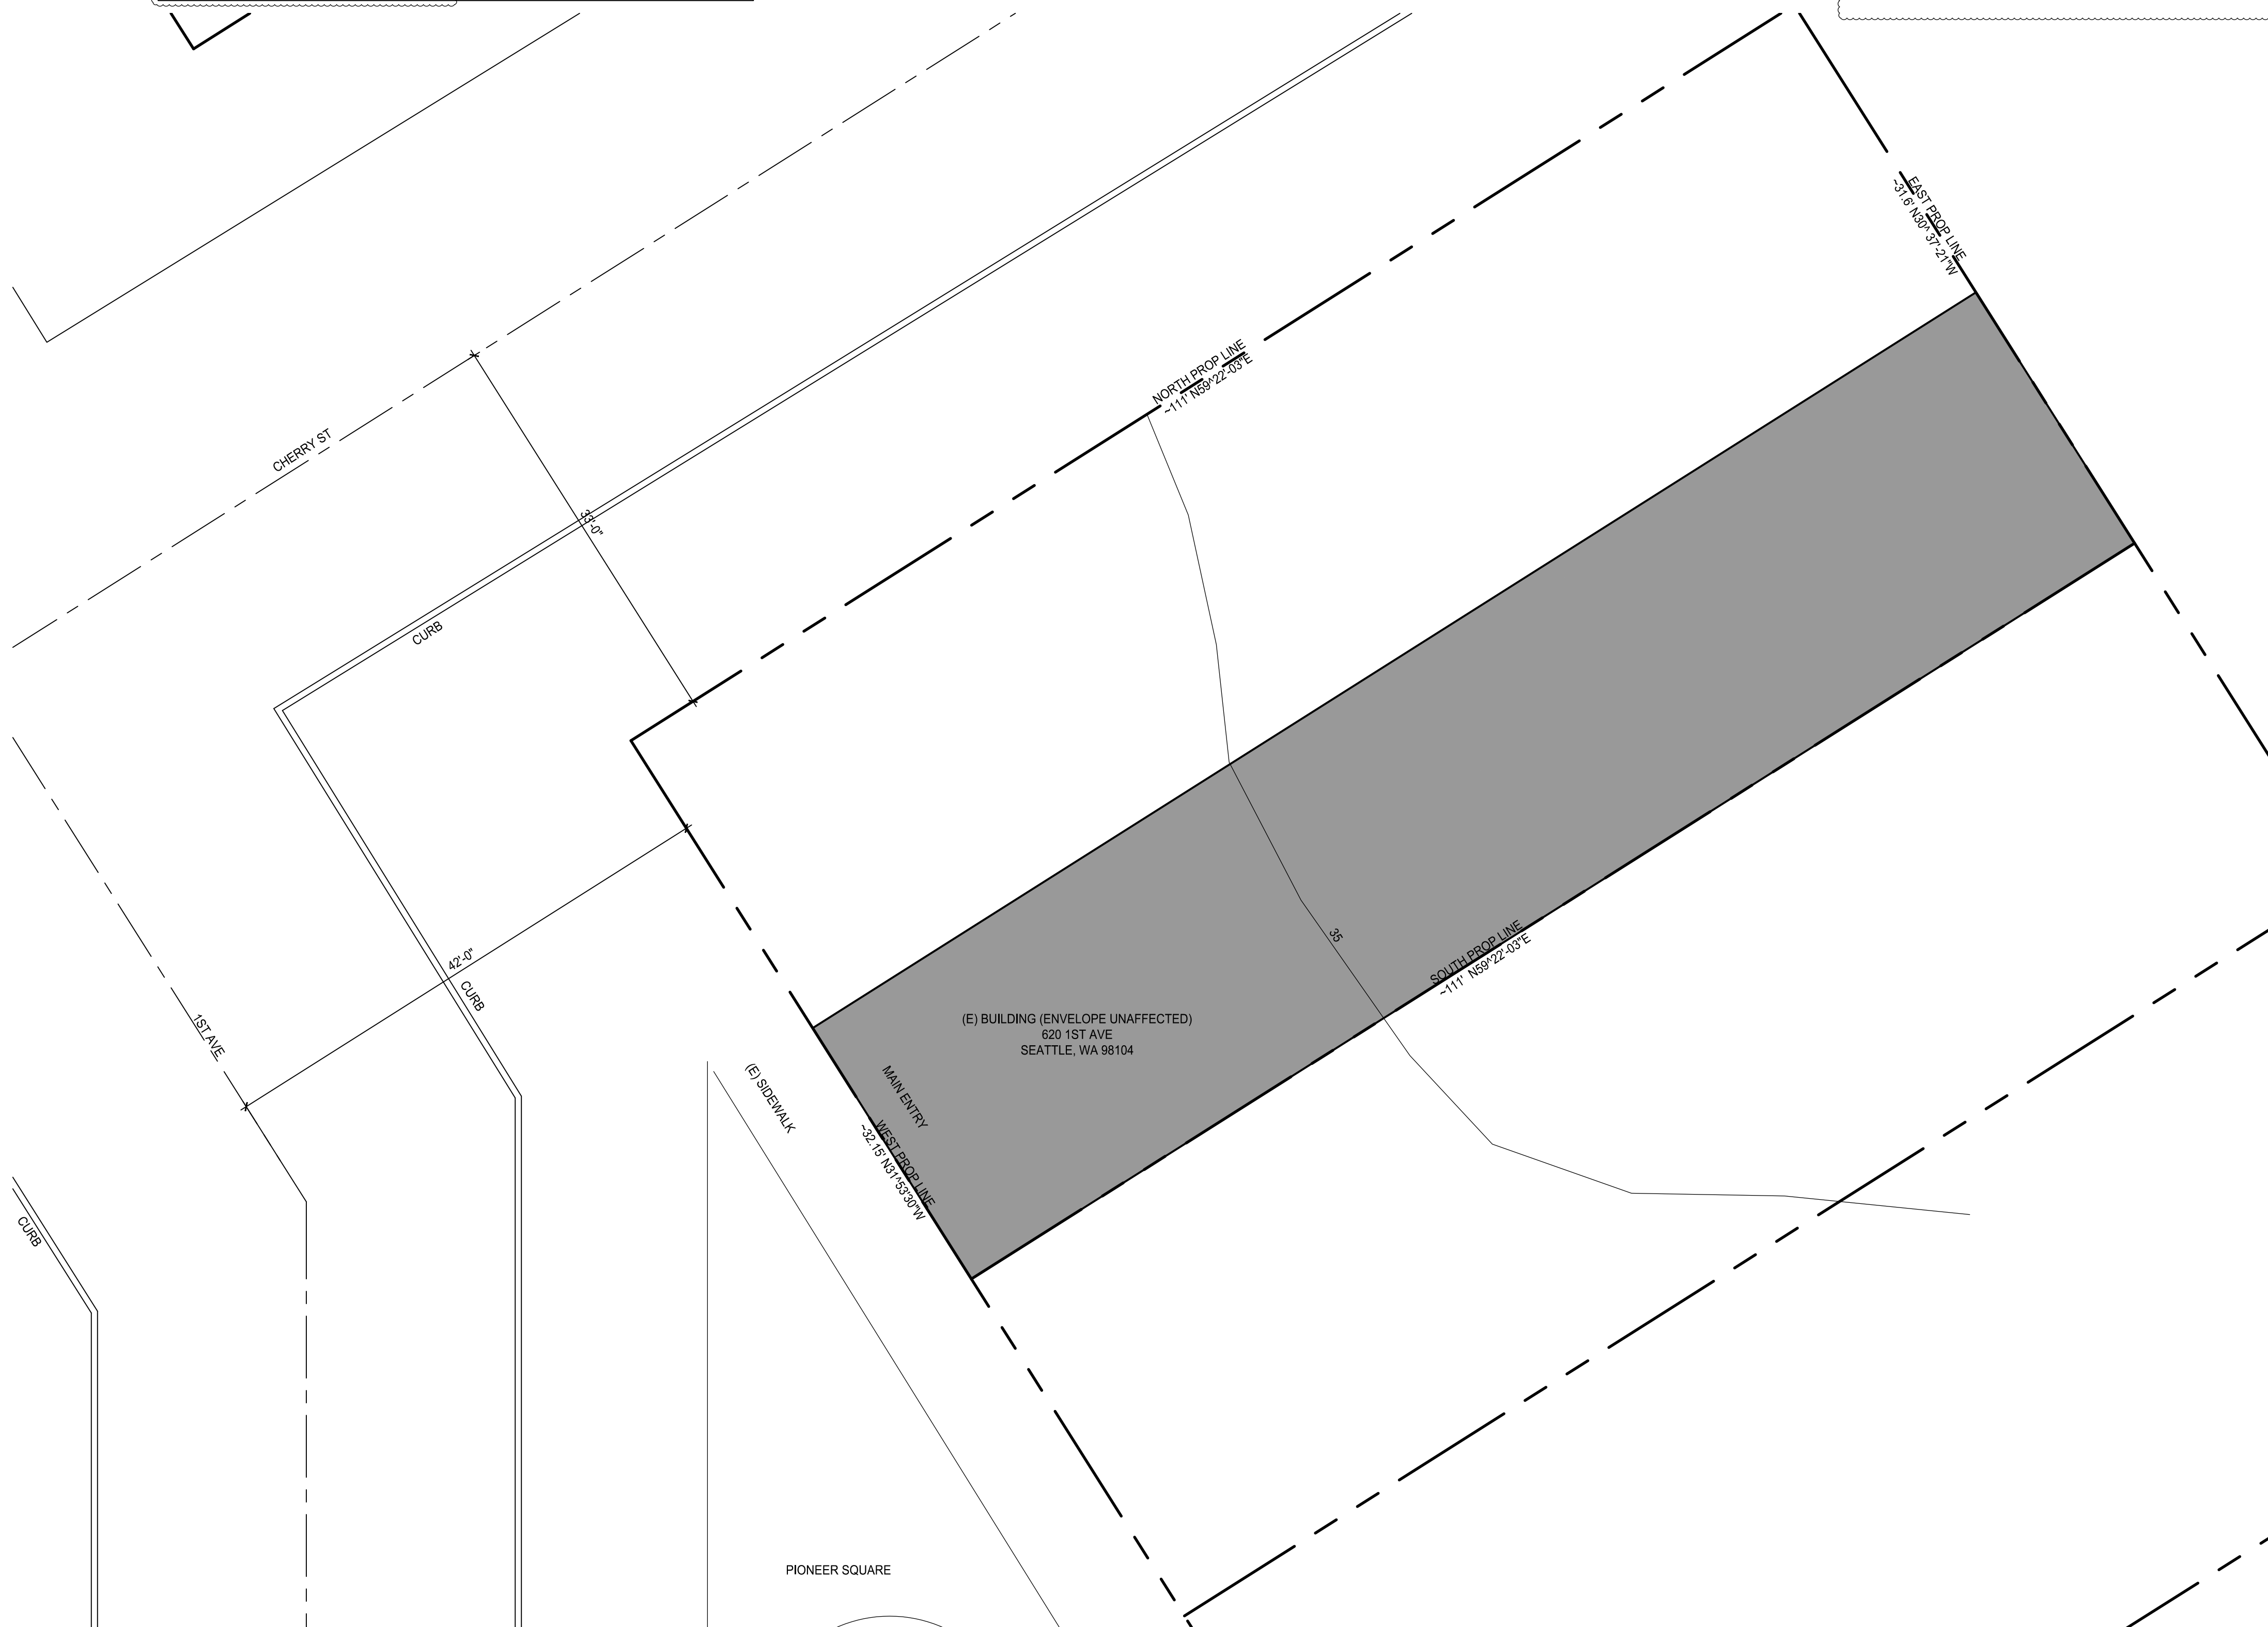 EAST PROP LINE
~31.6' N30^ 37'-21"W
NORTH PROP LINE
~111' N59^22'-03"E
CHERRY ST
33'-0"
CURB
42'-0"
CURB
1ST AVE
35
SOUTH PROP LINE
~111'  N59^22'-03"E
(E) BUILDING (ENVELOPE UNAFFECTED)
620 1ST AVE
SEATTLE, WA 98104
MAIN ENTRY
(E) SIDEWALK
WEST PROP LINE
~32.15' N31^53'30"W
CURB
PIONEER SQUARE